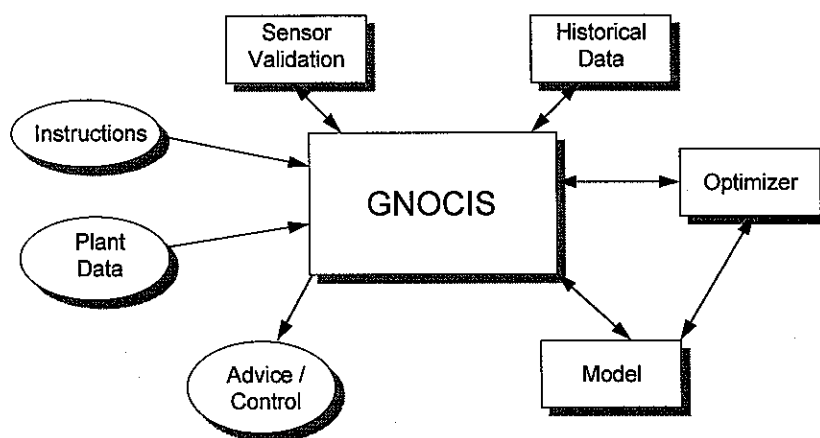 Sensor
Validation
Historical
Data
Instructions
GNOCIS
Optimizer
Plant
Data
Advice /
Control
Model